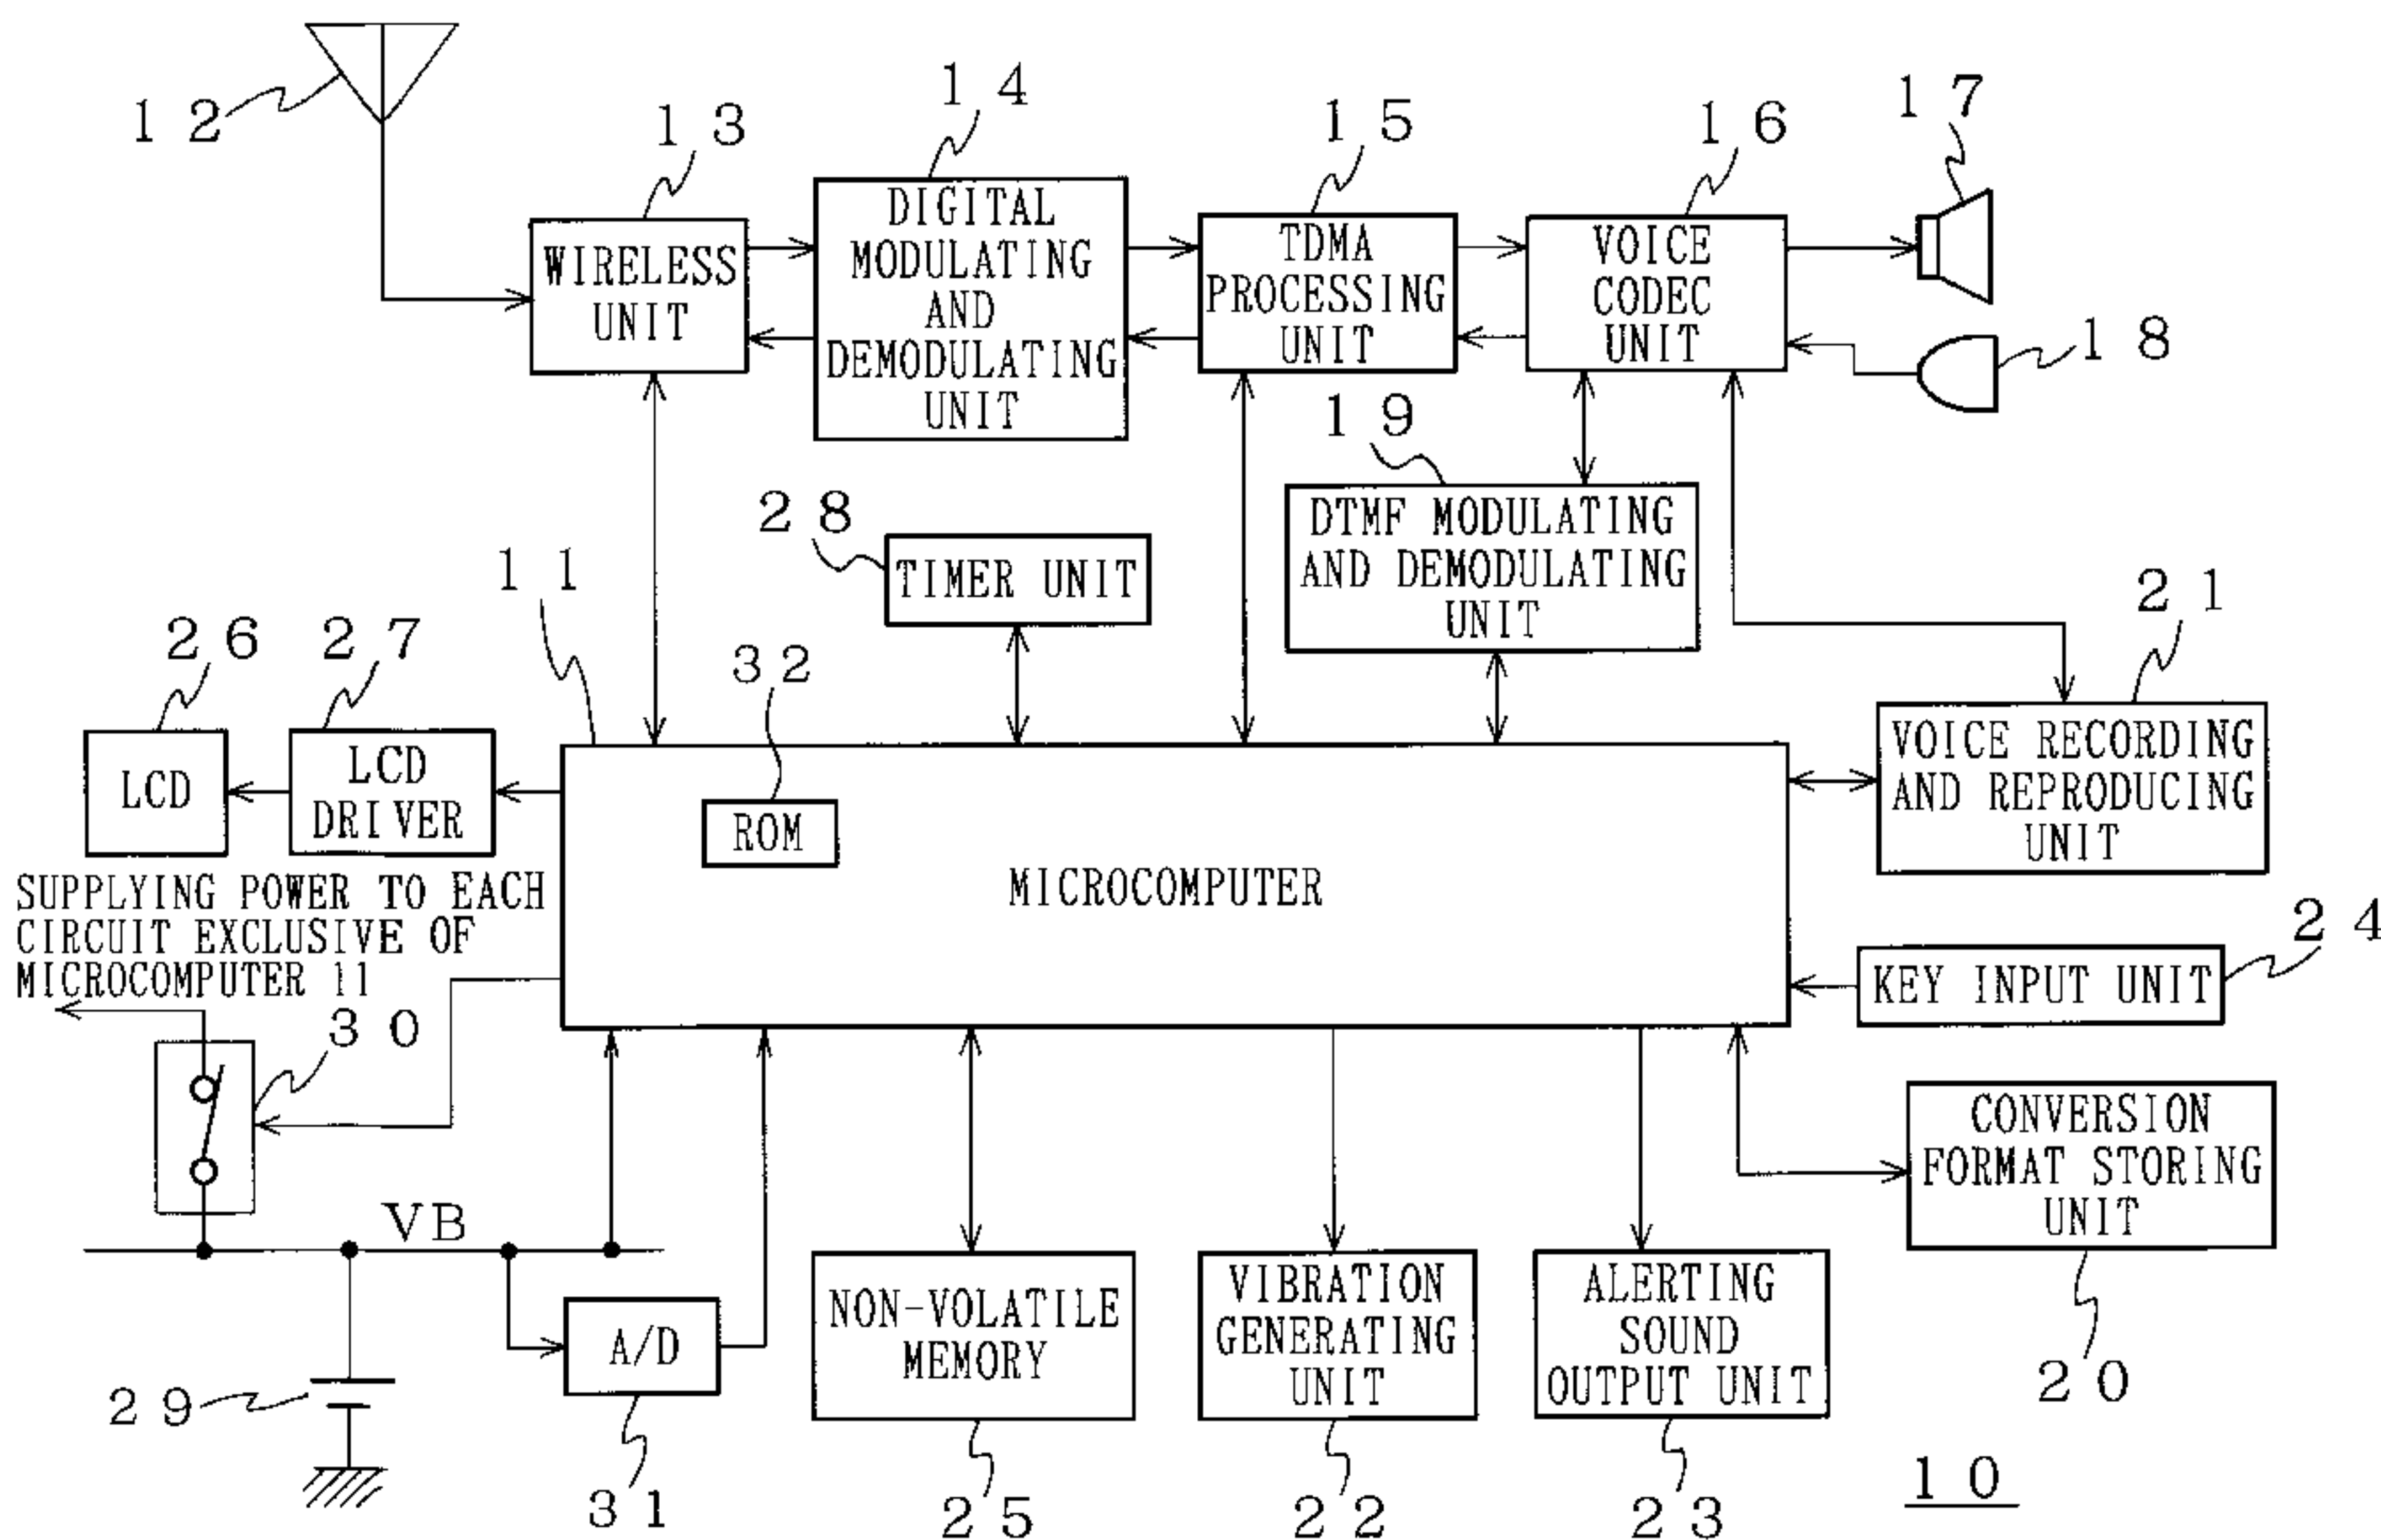 12
13
WIRELESS
UNIT
14
DIGITAL
MODULATING
AND
DEMODULATING
UNIT
15
TDMA
PROCESSING
UNIT
16
VOICE
CODEC
UNIT
17
18
19
DTMF MODULATING
AND DEMODULATING
UNIT
28
TIMER UNIT
21
VOICE RECORDING
AND REPRODUCING
UNIT
26
LCD
27
LCD
DRIVER
11
32
ROM
MICROCOMPUTER
SUPPLYING POWER TO EACH
CIRCUIT EXCLUSIVE OF
MICROCOMPUTER 11
30
24
KEY INPUT UNIT
VB
29
A/D
31
NON-VOLATILE
MEMORY
25
VIBRATION
GENERATING
UNIT
22
ALERTING
SOUND
OUTPUT UNIT
23
CONVERSION
FORMAT STORING
UNIT
20
10